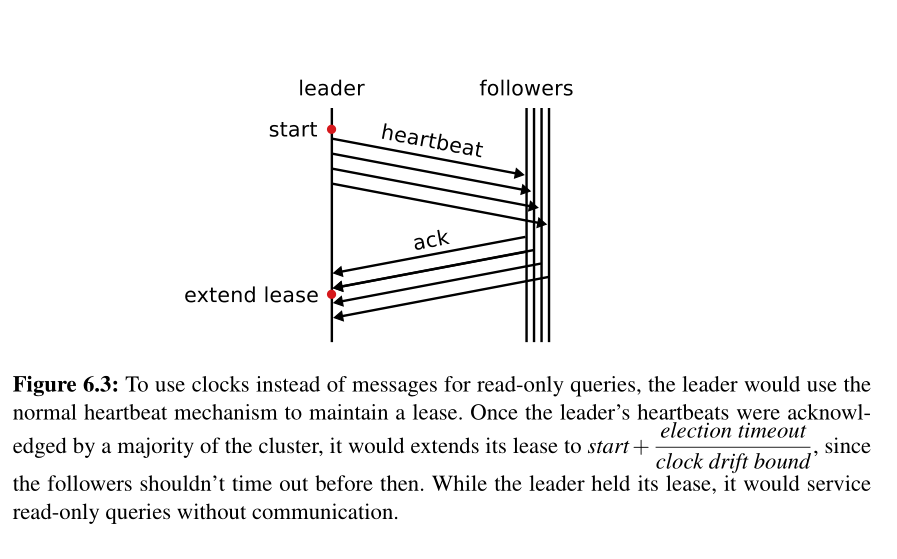 leader
followers
start
heartbeat
ack
extend lease
Figure 6.3: To use clocks instead of messages for read-only queries, the leader would use the
normal heartbeat mechanism to maintain a lease. Once the leader's heartbeats were acknowl-
edged by a majority of the cluster, it would extends its lease to start + election timeout / clock drift bound, since
the followers shouldn't time out before then. While the leader held its lease, it would service
read-only queries without communication.